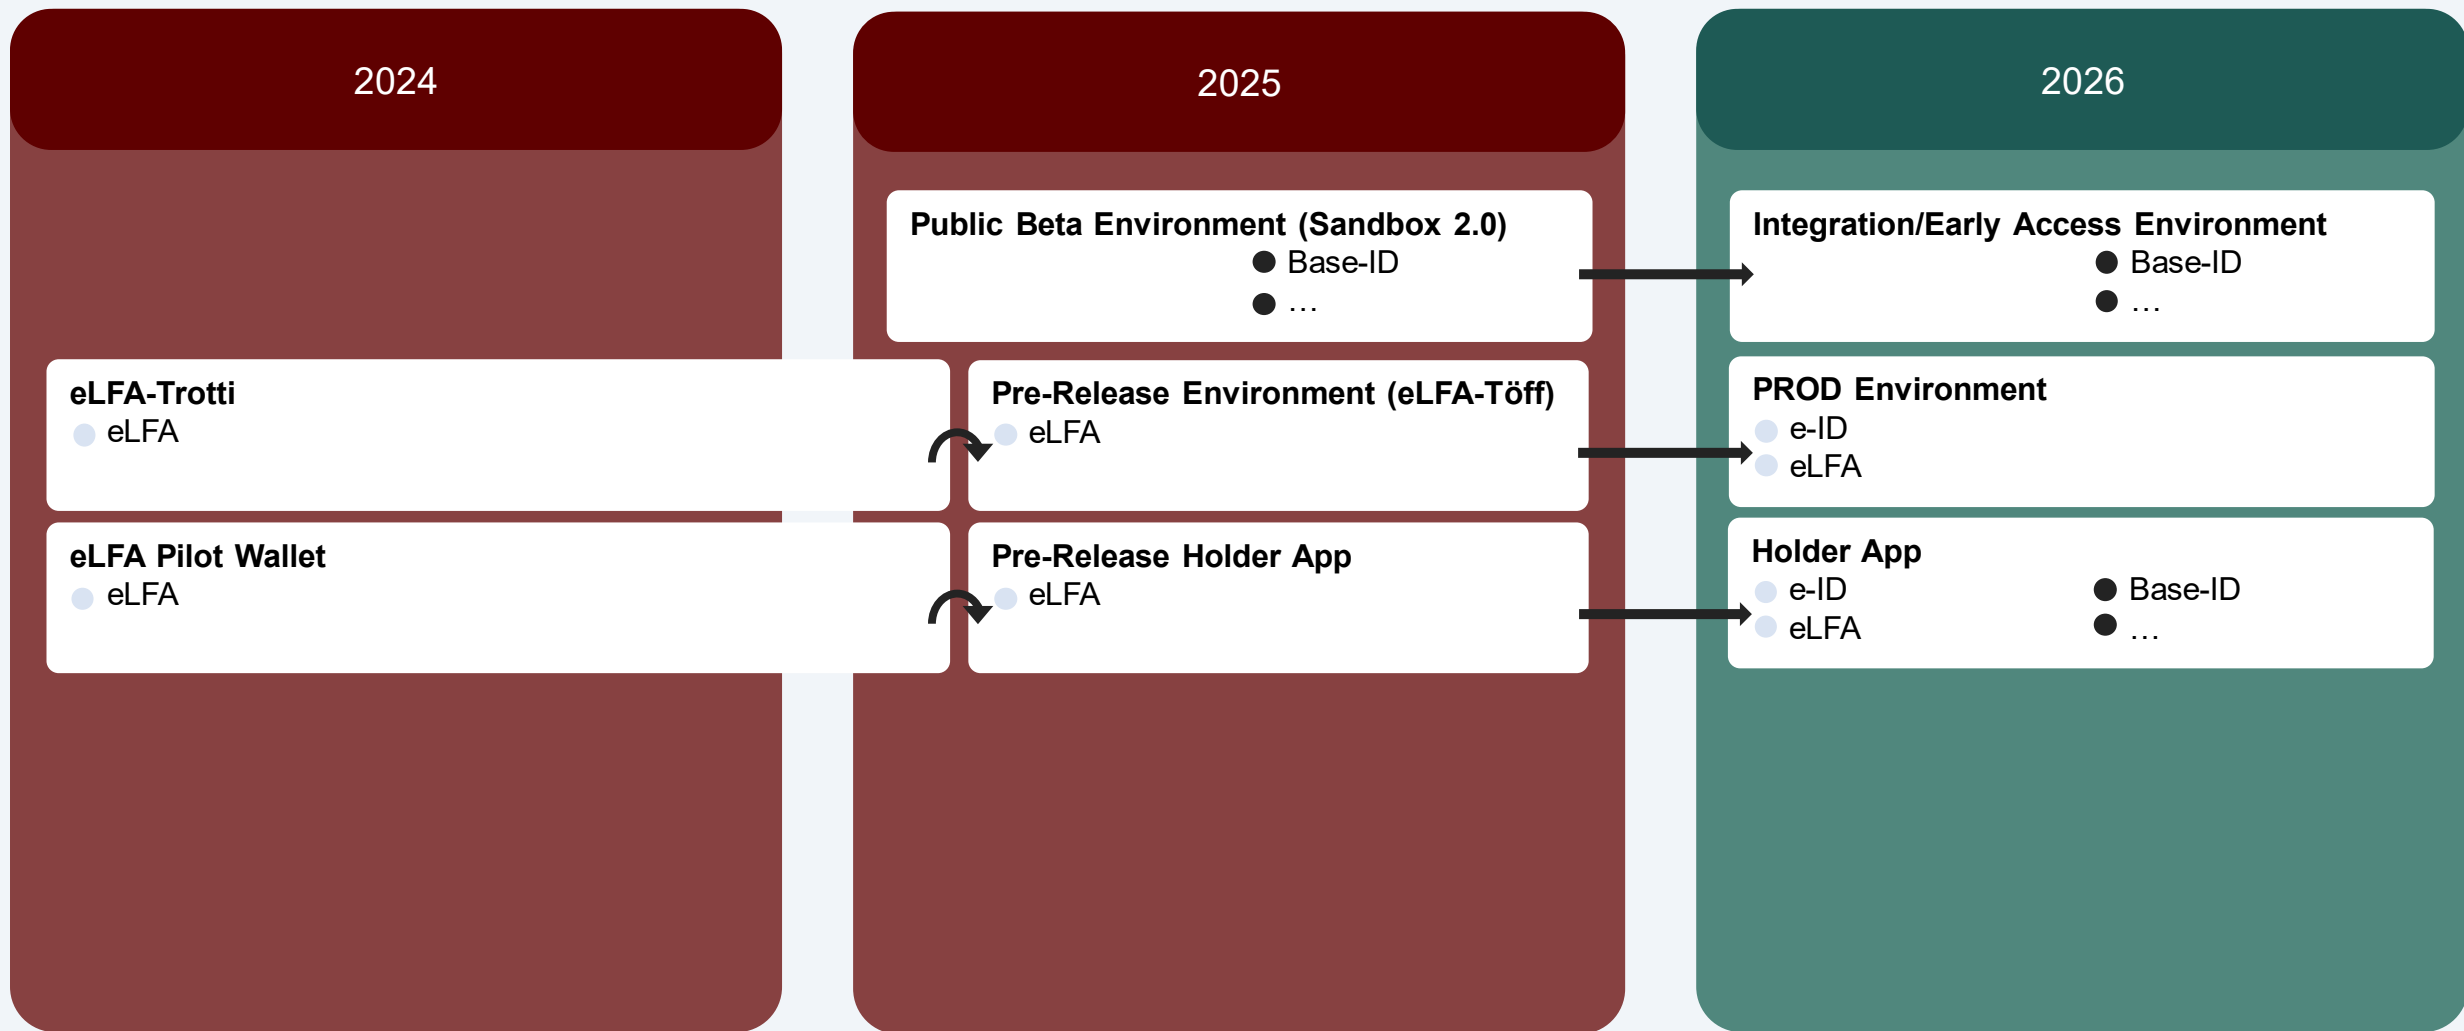 2024
2025
2026
Public Beta Environment (Sandbox 2.0)
Base-ID
…
Integration/Early Access Environment
Base-ID
…
eLFA-Trotti
eLFA
Pre-Release Environment (eLFA-Töff)
eLFA
PROD Environment
e-ID
eLFA
eLFA Pilot Wallet
eLFA
Pre-Release Holder App
eLFA
Holder App
e-ID
eLFA
Base-ID
…